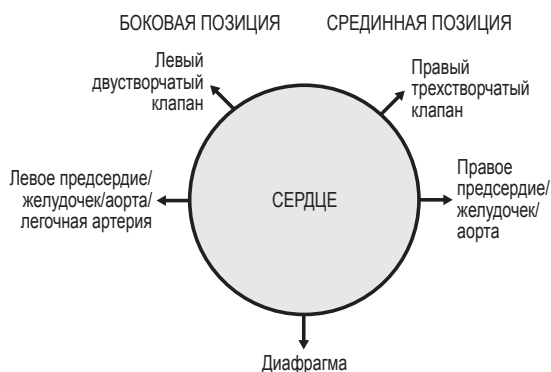 БОКОВАЯ ПОЗИЦИЯ
СРЕДИННАЯ ПОЗИЦИЯ
Левый
двустворчатый
клапан
Правый
трехстворчатый
клапан
Левое предсердие/
желудочек/аорта/
легочная артерия
СЕРДЦЕ
Правое
предсердие/
желудочек/
аорта
Диафрагма